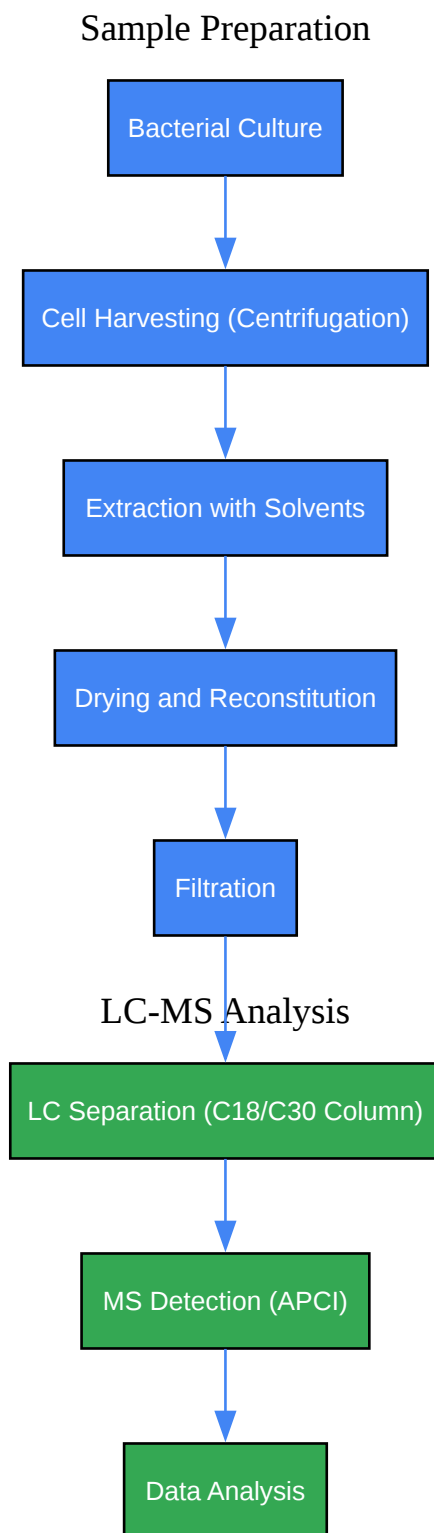 Sample Preparation
Bacterial Culture
Cell Harvesting (Centrifugation)
Extraction with Solvents
Drying and Reconstitution
Filtration
LC-MS Analysis
LC Separation (C18/C30 Column)
MS Detection (APCI)
Data Analysis